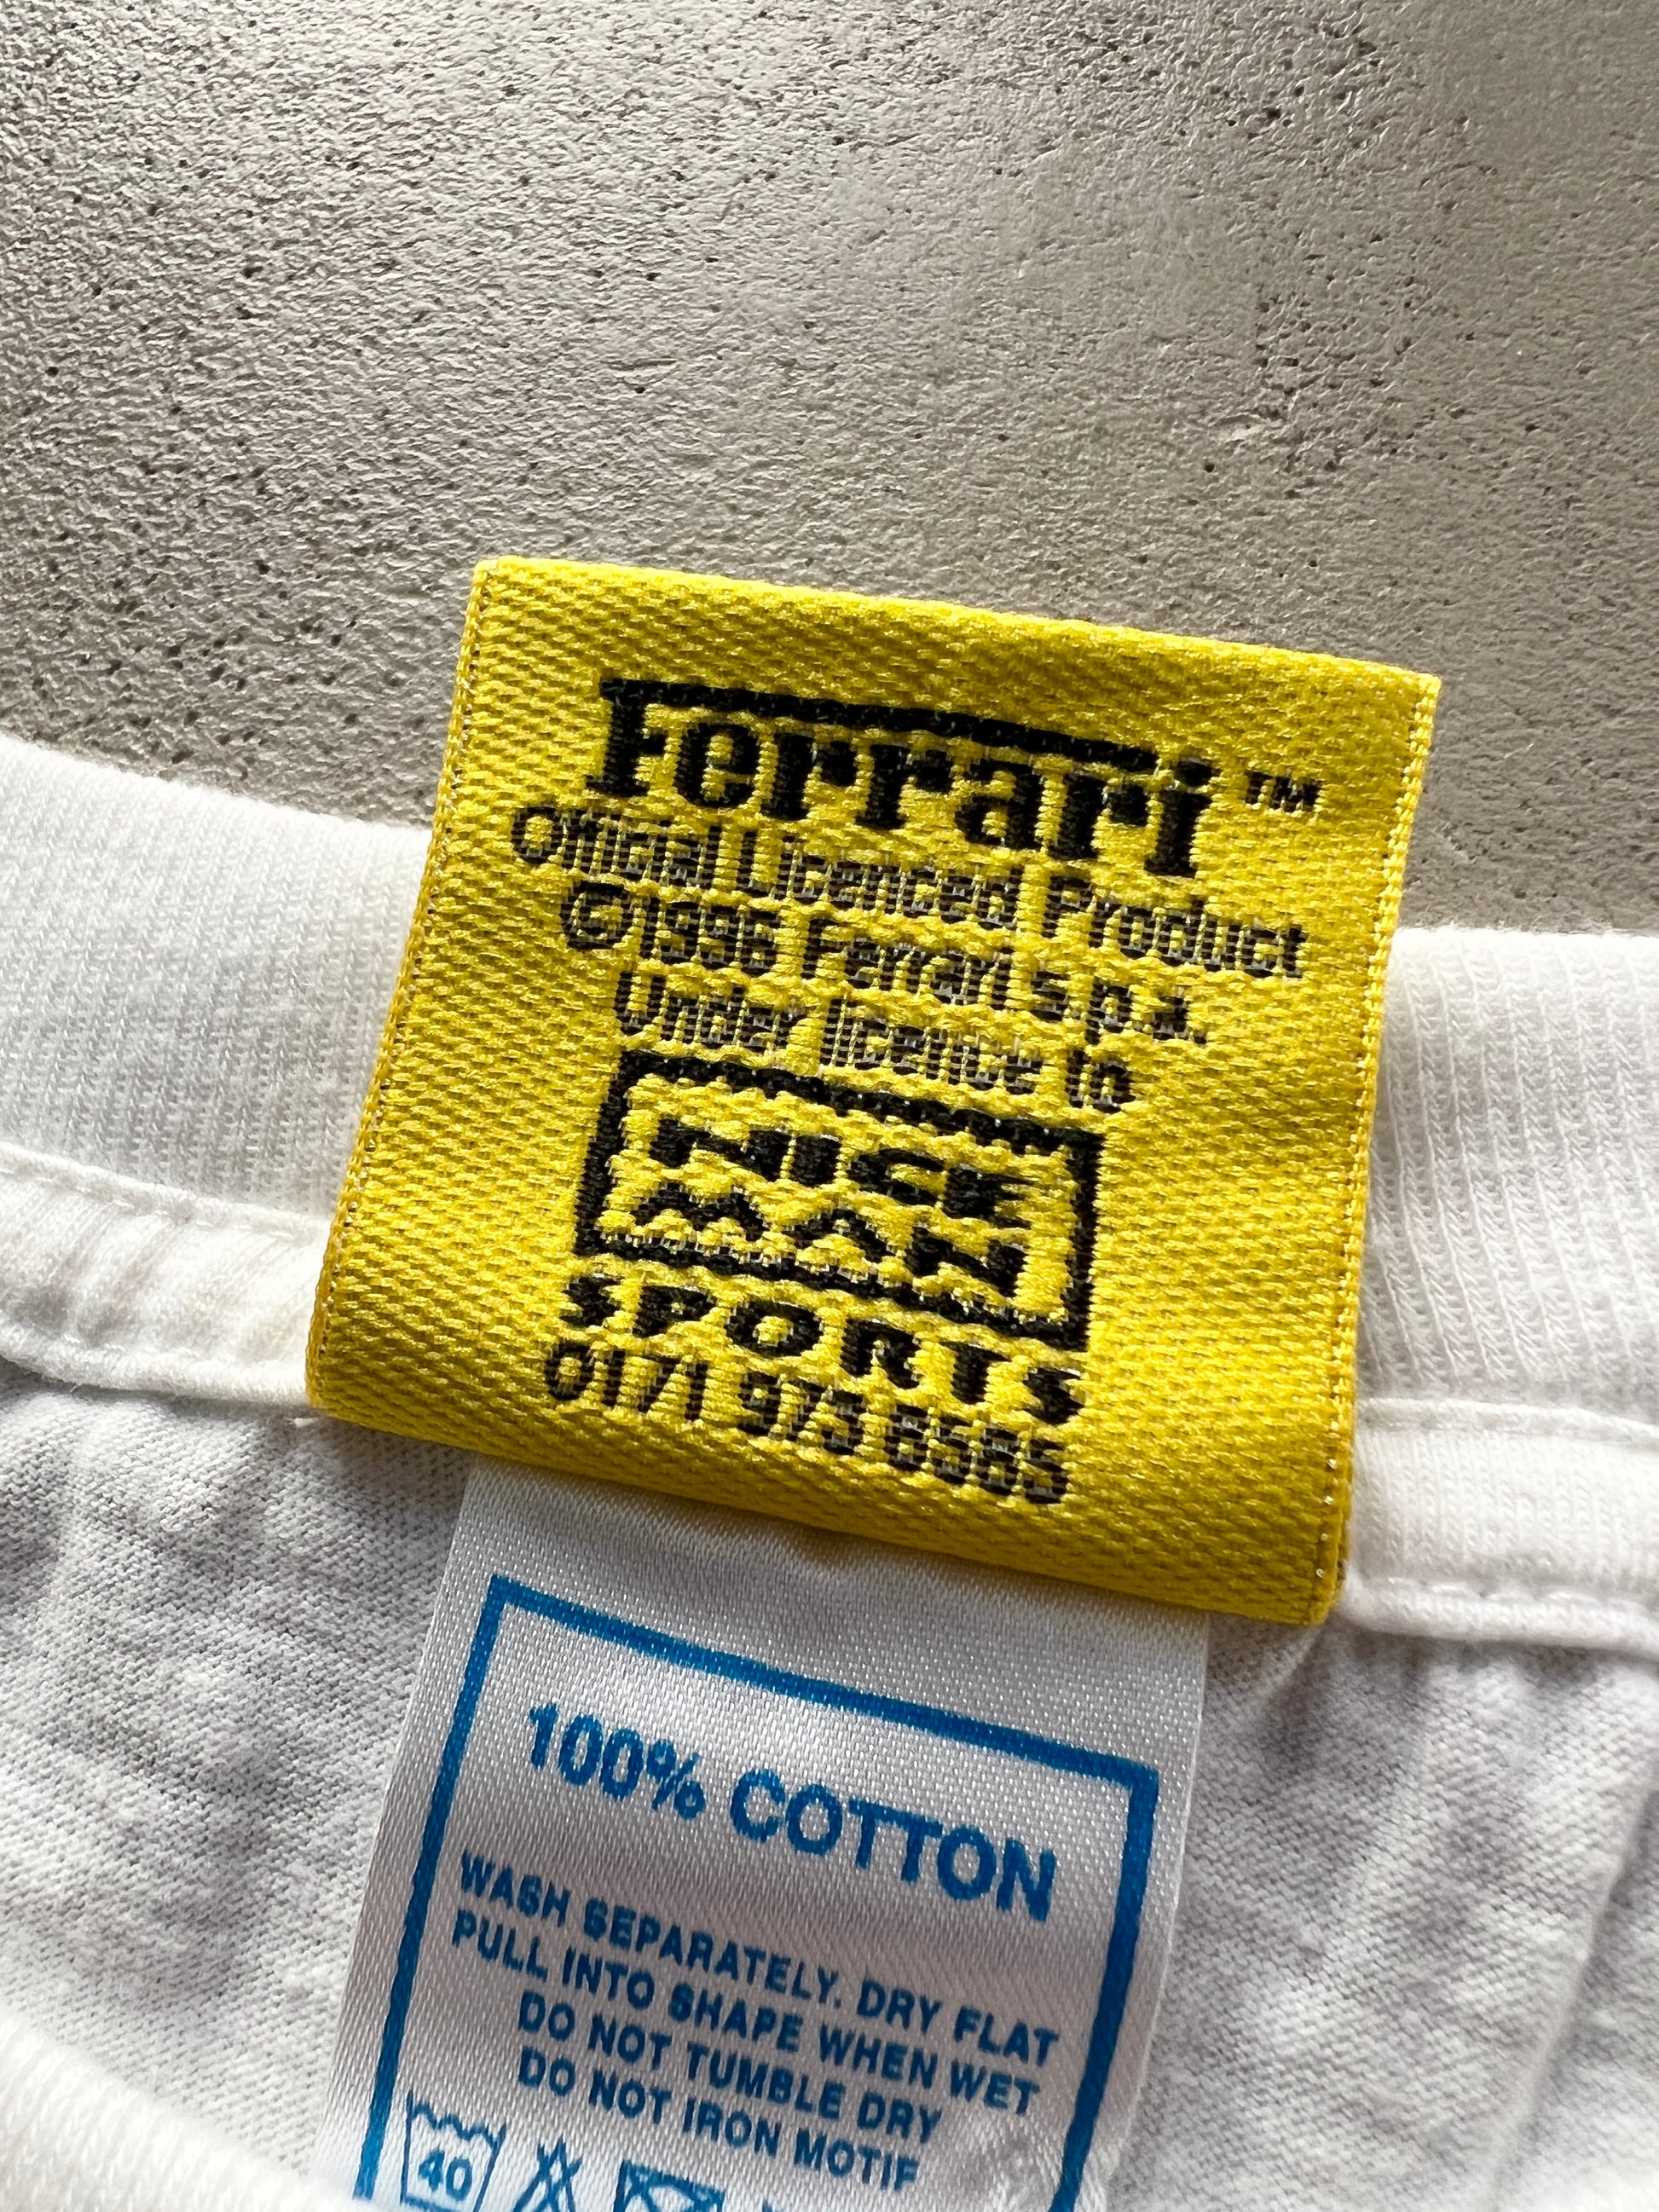 Ferrari™
Official Licenced Product
©1996 Ferrari s.p.a.
Under licence to
NICE
MAN
SPORTS
0171 973 8585
100% COTTON
WASH SEPARATELY. DRY FLAT
PULL INTO SHAPE WHEN WET
DO NOT TUMBLE DRY
DO NOT IRON MOTIF
40